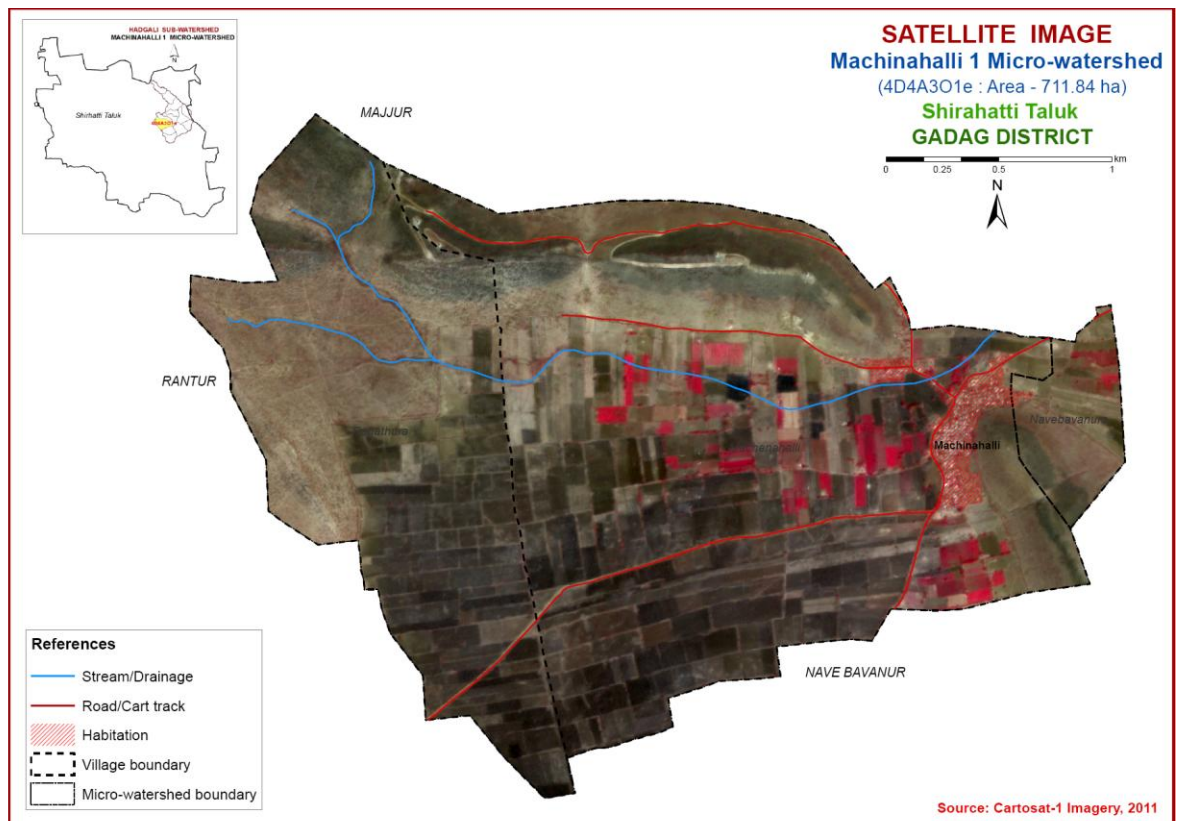 HADGALI SUB-WATERSHED
MACHINAHALLI 1 MICRO-WATERSHED
N
Shirhatti Taluk
SATELLITE IMAGE
Machinahalli 1 Micro-watershed
(4D4A3O1e : Area - 711.84 ha)
Shirahatti Taluk
GADAG DISTRICT
km
0 0.25 0.5 1
N
MAJJUR
RANTUR
Navebavanur
Machinahalli
NAVE BAVANUR
References
Stream/Drainage
Road/Cart track
Habitation
Village boundary
Micro-watershed boundary
Source: Cartosat-1 Imagery, 2011